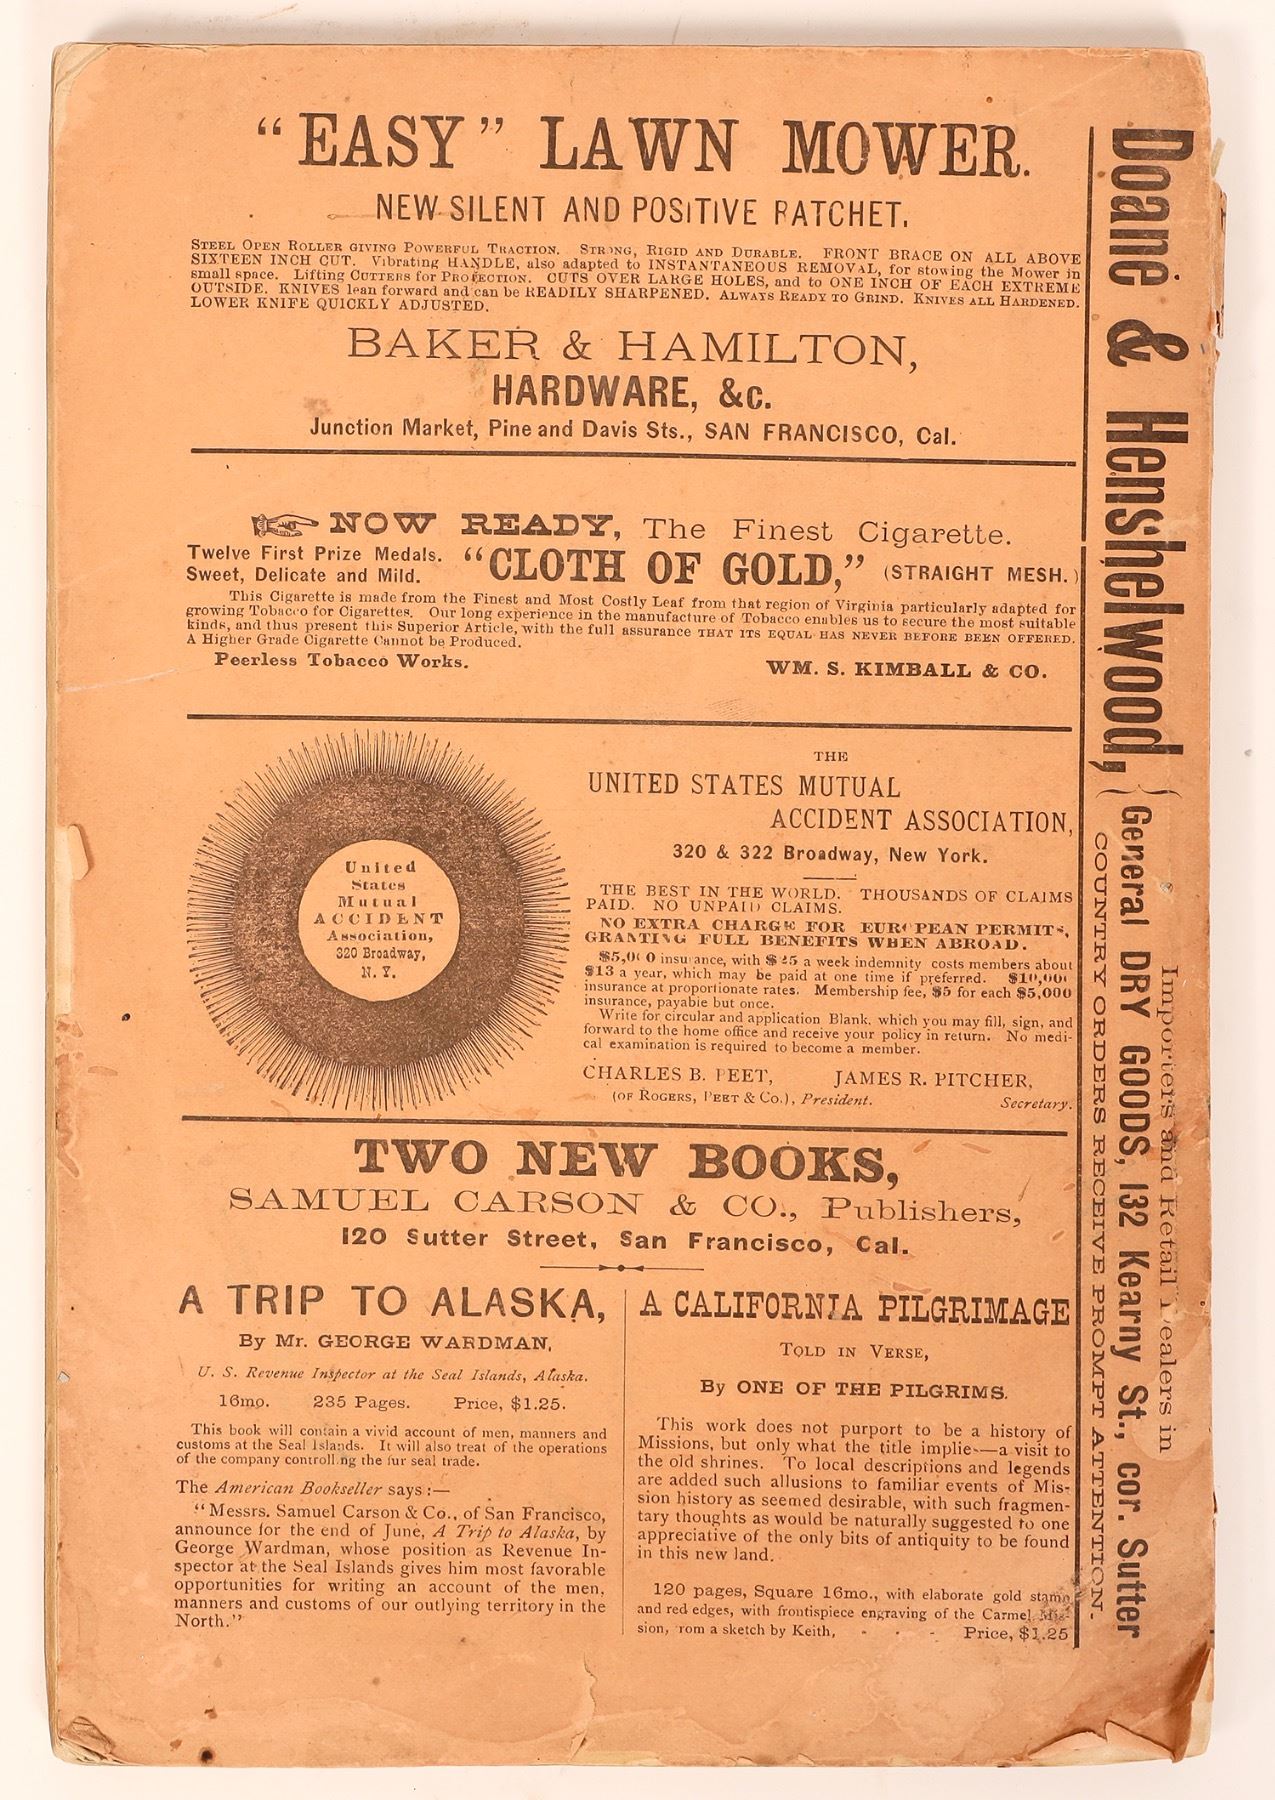 “EASY” LAWN MOWER.
NEW SILENT AND POSITIVE RATCHET.
STEEL OPEN ROLLER GIVING POWERFUL TRACTION. STRONG, RIGID AND DURABLE. FRONT BRACE ON ALL ABOVE
SIXTEEN INCH CUT. Vibrating HANDLE, also adapted to INSTANTANEOUS REMOVAL, for stowing the Mower in
small space. Lifting CUTTERS for PROTECTION. CUTS OVER LARGE HOLES, and to ONE INCH OF EACH EXTREME
OUTSIDE. KNIVES lean forward and can be READILY SHARPENED. ALWAYS READY TO GRIND. KNIVES ALL HARDENED.
LOWER KNIFE QUICKLY ADJUSTED.
BAKER & HAMILTON,
HARDWARE, &c.
Junction Market, Pine and Davis Sts., SAN FRANCISCO, Cal.
NOW READY, The Finest Cigarette.
Twelve First Prize Medals.
Sweet, Delicate and Mild.
“CLOTH OF GOLD,” (STRAIGHT MESH.)
This Cigarette is made from the Finest and Most Costly Leaf from that region of Virginia particularly adapted for
growing Tobacco for Cigarettes. Our long experience in the manufacture of Tobacco enables us to secure the most suitable
kinds, and thus present this Superior Article, with the full assurance THAT ITS EQUAL HAS NEVER BEFORE BEEN OFFERED.
A Higher Grade Cigarette Cannot be Produced.
Peerless Tobacco Works. WM. S. KIMBALL & CO.
United
States
Mutual
ACCIDENT
Association,
320 Broadway,
N. Y.
THE
UNITED STATES MUTUAL
ACCIDENT ASSOCIATION,
320 & 322 Broadway, New York.
THE BEST IN THE WORLD. THOUSANDS OF CLAIMS
PAID. NO UNPAID CLAIMS.
NO EXTRA CHARGE FOR EUROPEAN PERMITS,
GRANTING FULL BENEFITS WHEN ABROAD.
$5,000 insurance, with $25 a week indemnity costs members about
$13 a year, which may be paid at one time if preferred. $10,000
insurance at proportionate rates. Membership fee, $5 for each $5,000
insurance, payable but once.
Write for circular and application Blank, which you may fill, sign, and
forward to the home office and receive your policy in return. No medi-
cal examination is required to become a member.
CHARLES B. PEET, JAMES R. PITCHER,
(OF ROGERS, PEET & CO.), President. Secretary.
TWO NEW BOOKS,
SAMUEL CARSON & CO., Publishers,
120 Sutter Street, San Francisco, Cal.
A TRIP TO ALASKA,
By Mr. GEORGE WARDMAN,
U. S. Revenue Inspector at the Seal Islands, Alaska.
16mo. 235 Pages. Price, $1.25.
This book will contain a vivid account of men, manners and
customs at the Seal Islands. It will also treat of the operations
of the company controlling the fur seal trade.
The American Bookseller says:—
“Messrs. Samuel Carson & Co., of San Francisco,
announce for the end of June, A Trip to Alaska, by
George Wardman, whose position as Revenue In-
spector at the Seal Islands gives him most favorable
opportunities for writing an account of the men,
manners and customs of our outlying territory in the
North.”
A CALIFORNIA PILGRIMAGE
TOLD IN VERSE,
By ONE OF THE PILGRIMS.
This work does not purport to be a history of
Missions, but only what the title implies—a visit to
the old shrines. To local descriptions and legends
are added such allusions to familiar events of Mis-
sion history as seemed desirable, with such fragmen-
tary thoughts as would be naturally suggested to one
appreciative of the only bits of antiquity to be found
in this new land.
120 pages, Square 16mo., with elaborate gold stamp
and red edges, with frontispiece engraving of the Carmel Mis-
sion, from a sketch by Keith, - - - Price, $1.25
Doane & Henshelwood,
Importers and Retail Dealers in
General DRY GOODS, 132 Kearny St., cor. Sutter
COUNTRY ORDERS RECEIVE PROMPT ATTENTION.